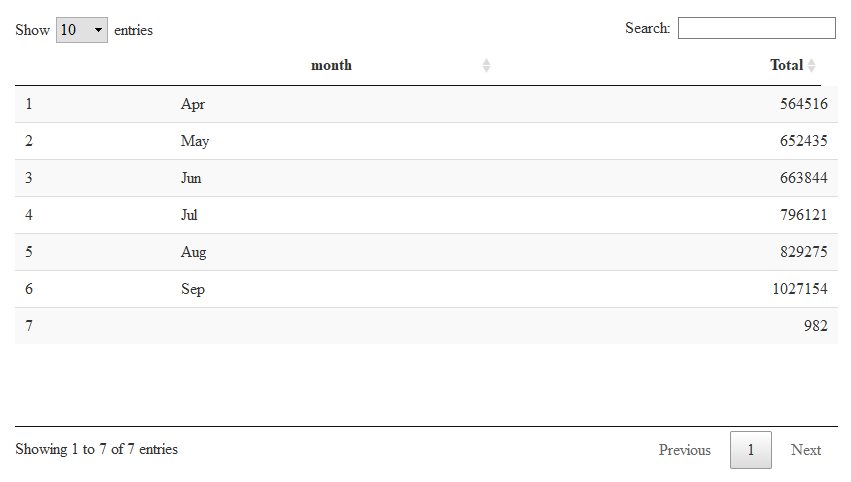 Show 10 entries Search:
month Total
1 Apr 564516
2 May 652435
3 Jun 663844
4 Jul 796121
5 Aug 829275
6 Sep 1027154
7 982
Showing 1 to 7 of 7 entries Previous 1 Next